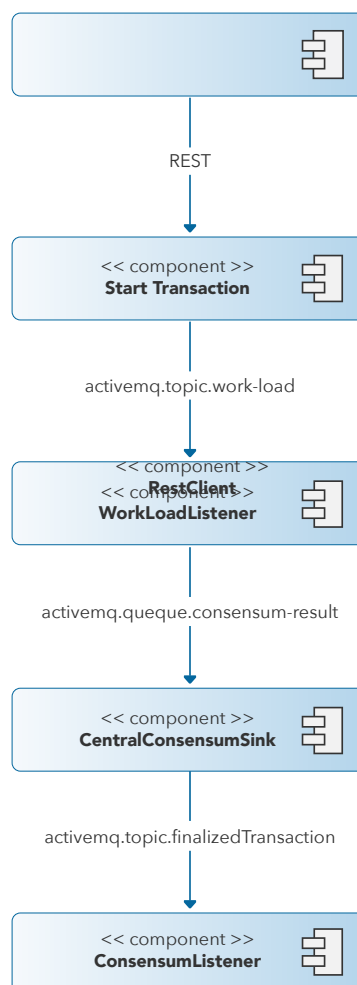 REST
<< component >>
Start Transaction
activemq.topic.work-load
<< component >>
RestClient
<< component >>
WorkLoadListener
activemq.queque.consensum-result
<< component >>
CentralConsensumSink
activemq.topic.finalizedTransaction
<< component >>
ConsensumListener